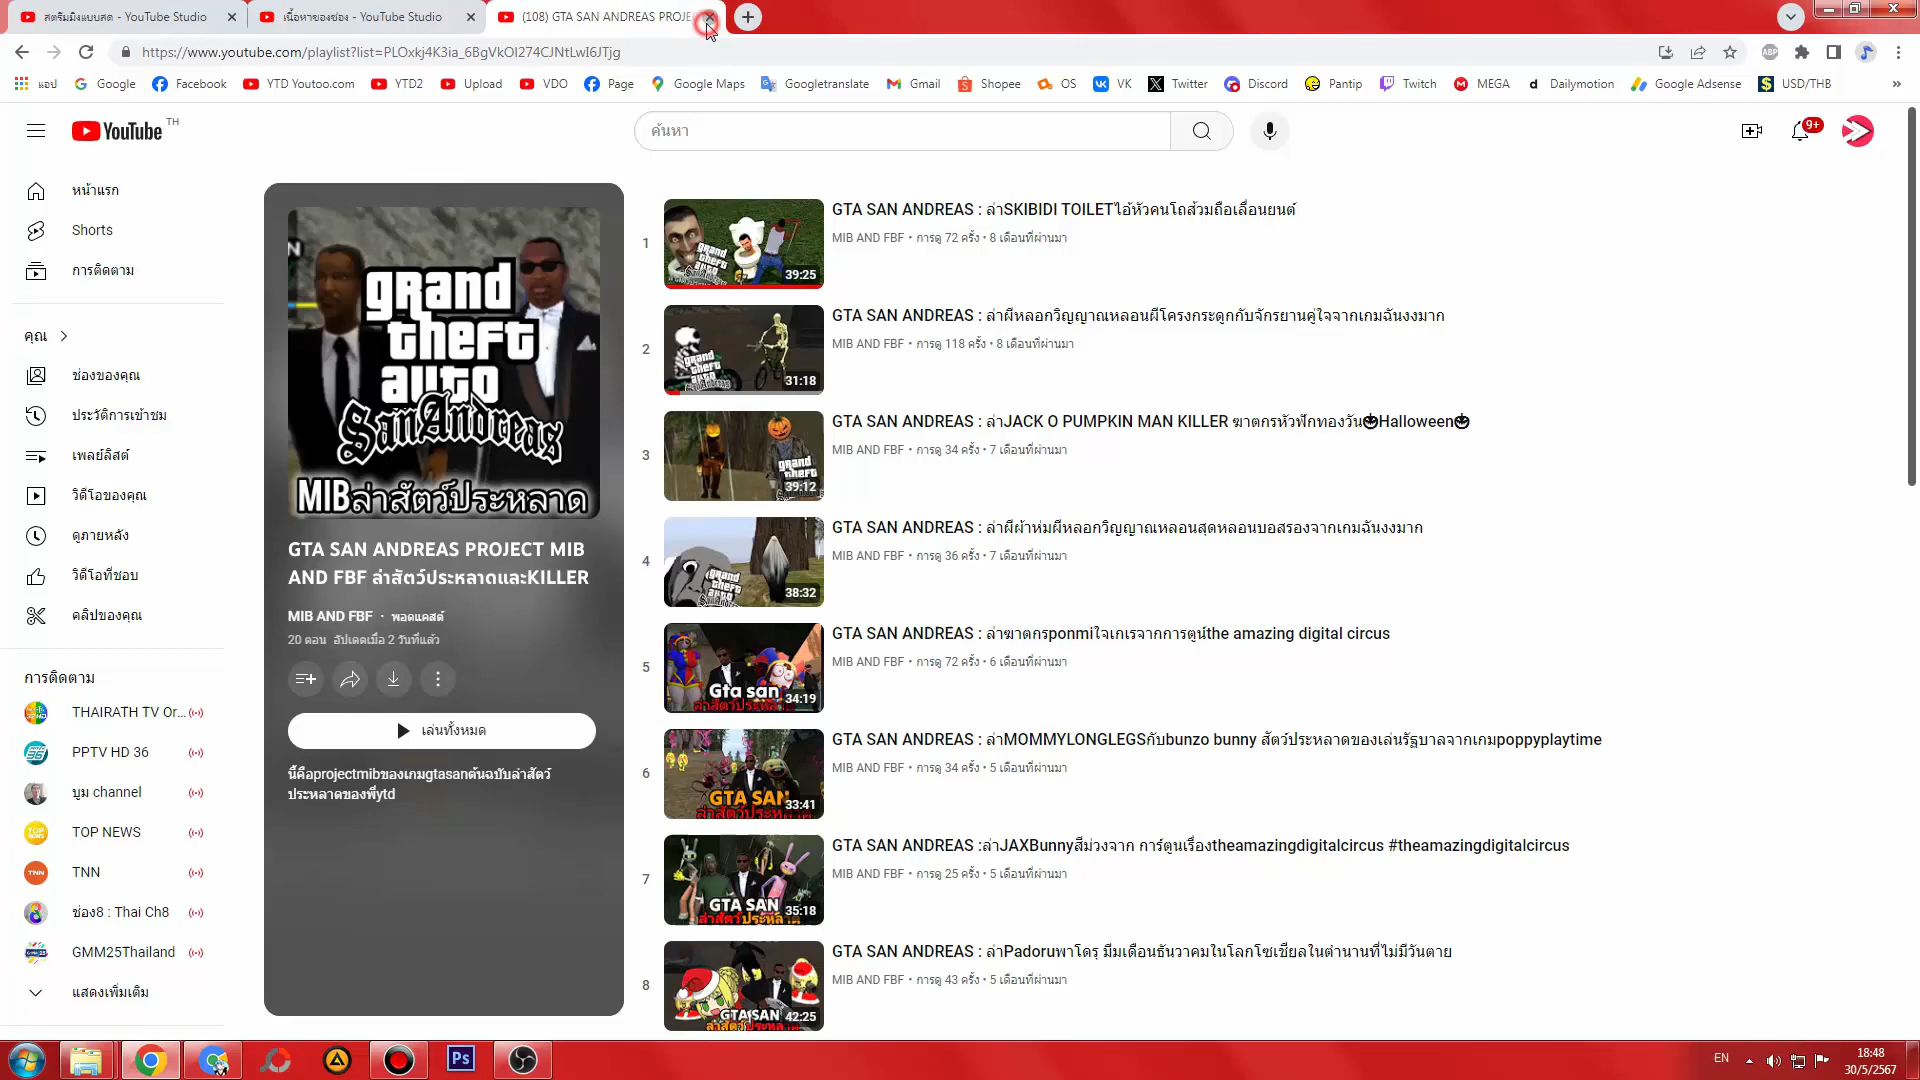 สตรีมมิงแบบสด - YouTube Studio
เนื้อหาของช่อง - YouTube Studio
(108) GTA SAN ANDREAS PROJE
https://www.youtube.com/playlist?list=PLOxkj4K3ia_6BgVkOI274CJNtLwI6JTjg
แอป Google Facebook YTD Youtoo.com YTD2 Upload VDO Page Google Maps Googletranslate Gmail Shopee OS VK Twitter Discord Pantip Twitch MEGA Dailymotion Google Adsense USD/THB »
YouTube TH
ค้นหา
9+
หน้าแรก
Shorts
การติดตาม
คุณ
ช่องของคุณ
ประวัติการเข้าชม
เพลย์ลิสต์
วิดีโอของคุณ
ดูภายหลัง
วิดีโอที่ชอบ
คลิปของคุณ
การติดตาม
THAIRATH TV Or...
PPTV HD 36
บูม channel
TOP NEWS
TNN
ช่อง8 : Thai Ch8
GMM25Thailand
แสดงเพิ่มเติม
grand
theft
auto
San Andreas
MIBล่าสัตว์ประหลาด
GTA SAN ANDREAS PROJECT MIB
AND FBF ล่าสัตว์ประหลาดและKILLER
MIB AND FBF · พอดแคสต์
20 ตอน อัปเดตเมื่อ 2 วันที่แล้ว
เล่นทั้งหมด
นี้คือprojectmibของเกมgtasanต้นฉบับล่าสัตว์
ประหลาดของพี่ytd
1
39:25
GTA SAN ANDREAS : ล่าSKIBIDI TOILETไอ้หัวคนโถส้วมถือเลื่อนยนต์
MIB AND FBF • การดู 72 ครั้ง • 8 เดือนที่ผ่านมา
2
31:18
GTA SAN ANDREAS : ล่าผีหลอกวิญญาณหลอนผีโครงกระดูกกับจักรยานคู่ใจจากเกมฉันงงมาก
MIB AND FBF • การดู 118 ครั้ง • 8 เดือนที่ผ่านมา
3
39:12
GTA SAN ANDREAS : ล่าJACK O PUMPKIN MAN KILLER ฆาตกรหัวฟักทองวัน🎃Halloween🎃
MIB AND FBF • การดู 34 ครั้ง • 7 เดือนที่ผ่านมา
4
38:32
GTA SAN ANDREAS : ล่าผีผ้าห่มผีหลอกวิญญาณหลอนสุดหลอนบอสรองจากเกมฉันงงมาก
MIB AND FBF • การดู 36 ครั้ง • 7 เดือนที่ผ่านมา
5
Gta san
34:19
GTA SAN ANDREAS : ล่าฆาตกรponmiใจเกเรจากการตูน์the amazing digital circus
MIB AND FBF • การดู 72 ครั้ง • 6 เดือนที่ผ่านมา
6
GTA SAN
33:41
GTA SAN ANDREAS : ล่าMOMMYLONGLEGSกับbunzo bunny สัตว์ประหลาดของเล่นรัฐบาลจากเกมpoppyplaytime
MIB AND FBF • การดู 34 ครั้ง • 5 เดือนที่ผ่านมา
7
GTA SAN
35:18
GTA SAN ANDREAS :ล่าJAXBunnyสีม่วงจาก การ์ตูนเรื่องtheamazingdigitalcircus #theamazingdigitalcircus
MIB AND FBF • การดู 25 ครั้ง • 5 เดือนที่ผ่านมา
8
GTA SAN
42:25
GTA SAN ANDREAS : ล่าPadoruพาโดรุ มีมเดือนธันวาคมในโลกโซเชียลในตำนานที่ไม่มีวันตาย
MIB AND FBF • การดู 43 ครั้ง • 5 เดือนที่ผ่านมา
EN
18:48
30/5/2567